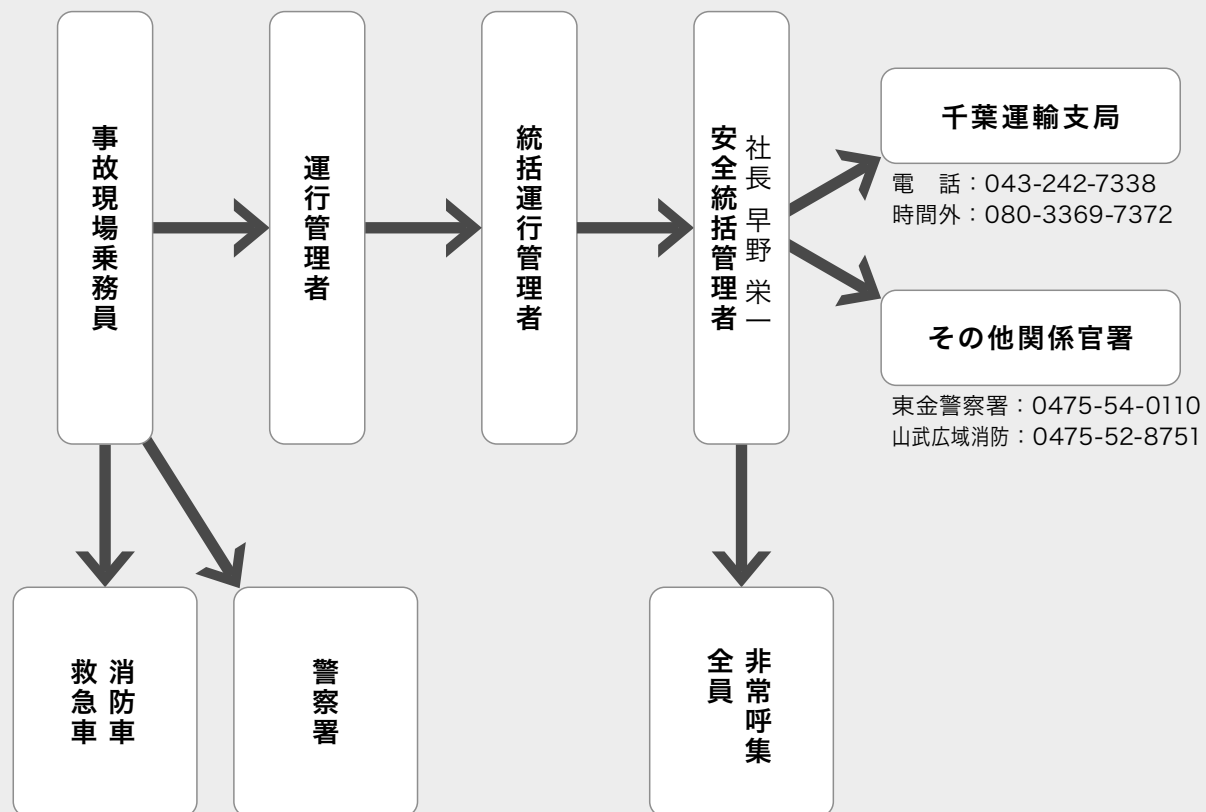 事故現場乗務員
運行管理者
統括運行管理者
社長 早野 栄一
安全統括管理者
千葉運輸支局
電　話：043-242-7338
時間外：080-3369-7372
その他関係官署
東金警察署：0475-54-0110
山武広域消防：0475-52-8751
消防車
救急車
警察署
非常呼集
全員